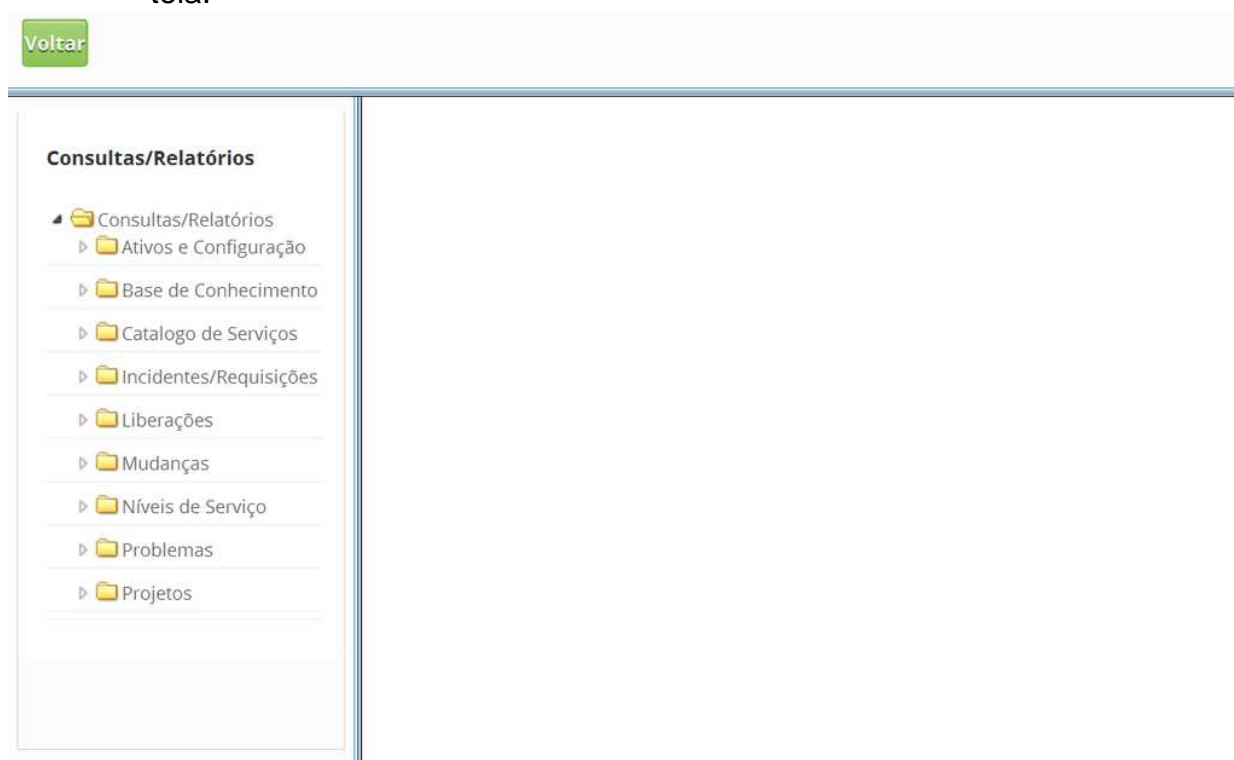 tela.
Voltar
Consultas/Relatórios
Consultas/Relatórios
Ativos e Configuração
Base de Conhecimento
Catalogo de Serviços
Incidentes/Requisições
Liberações
Mudanças
Níveis de Serviço
Problemas
Projetos